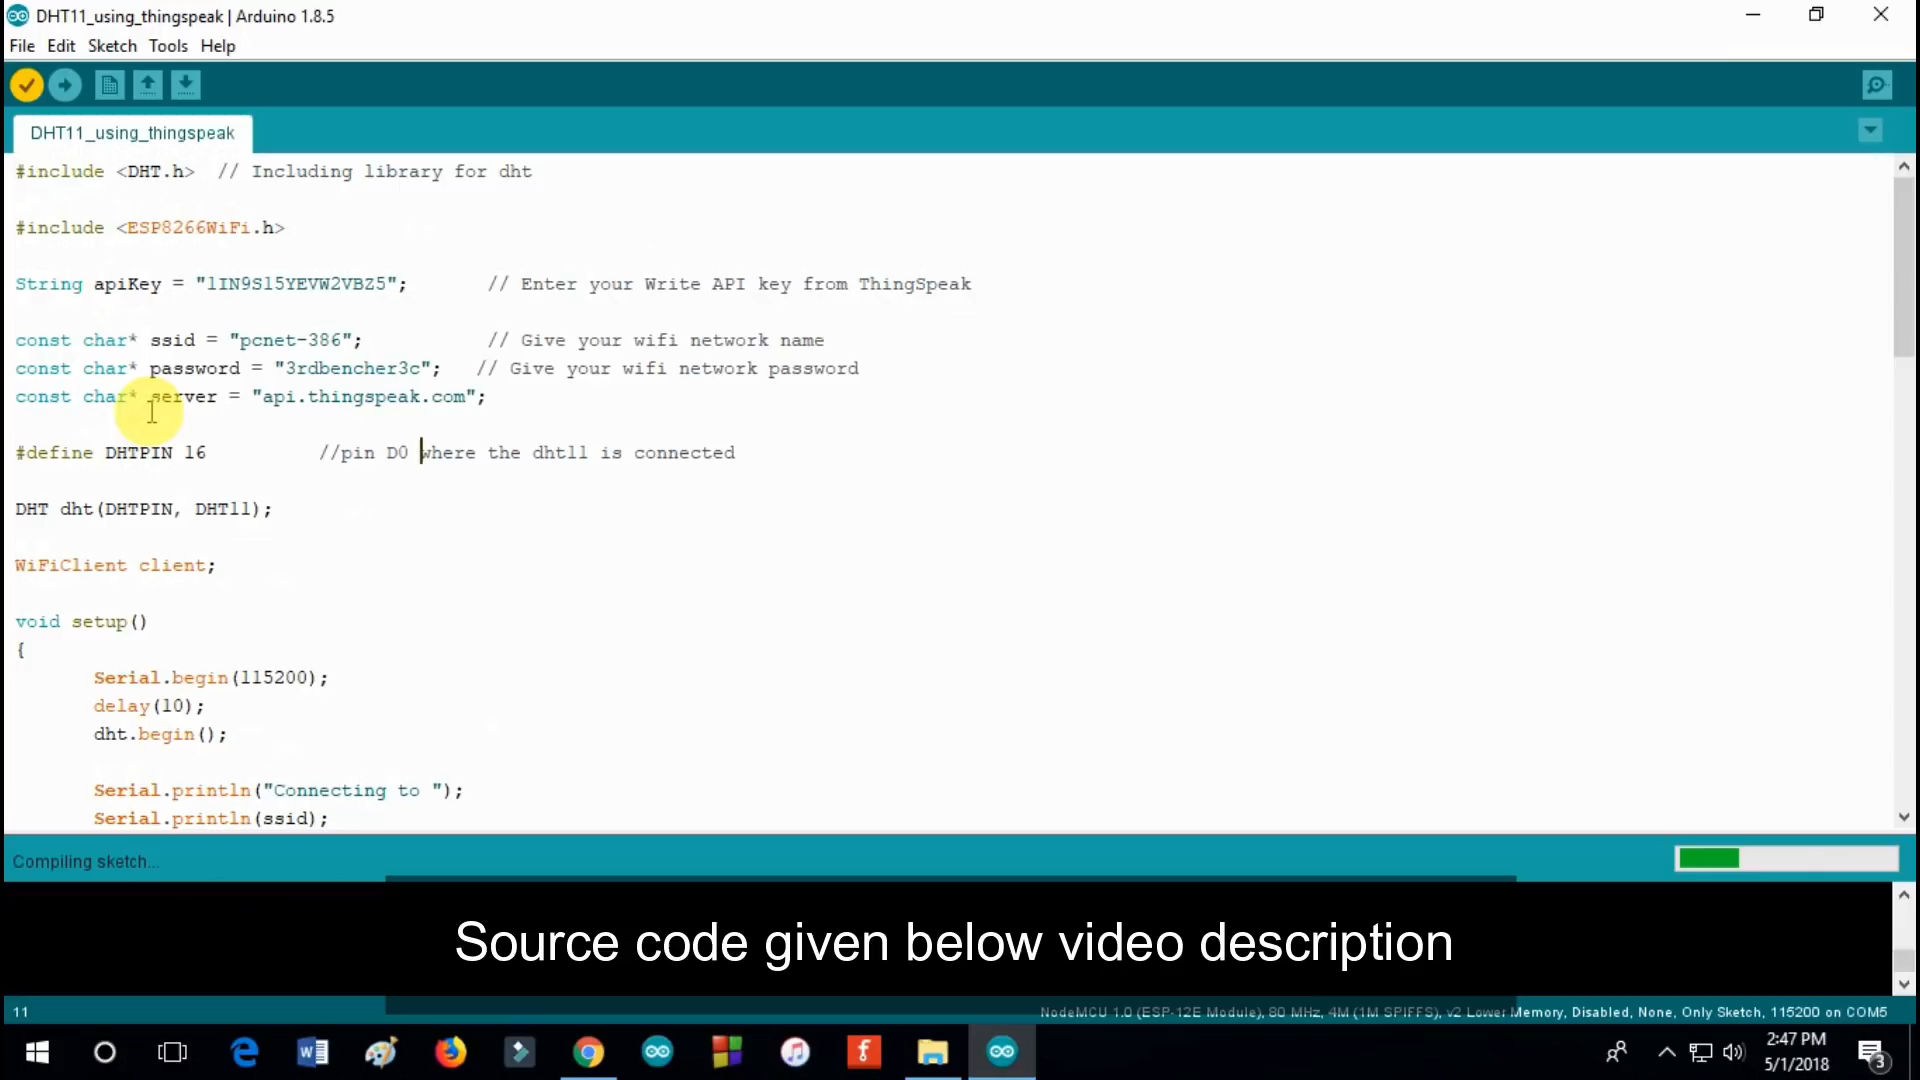 DHT11_using_thingspeak | Arduino 1.8.5
File Edit Sketch Tools Help
DHT11_using_thingspeak
#include <DHT.h> // Including library for dht
#include <ESP8266WiFi.h>
String apiKey = "1IN9S15YEVW2VBZ5"; // Enter your Write API key from ThingSpeak
const char* ssid = "pcnet-386"; // Give your wifi network name
const char* password = "3rdbencher3c"; // Give your wifi network password
const char* server = "api.thingspeak.com";
#define DHTPIN 16 //pin D0 where the dht11 is connected
DHT dht(DHTPIN, DHT11);
WiFiClient client;
void setup()
{
Serial.begin(115200);
delay(10);
dht.begin();
Serial.println("Connecting to ");
Serial.println(ssid);
Compiling sketch...
Source code given below video description
11
NodeMCU 1.0 (ESP-12E Module), 80 MHz, 4M (1M SPIFFS), v2 Lower Memory, Disabled, None, Only Sketch, 115200 on COM5
2:47 PM
5/1/2018
3